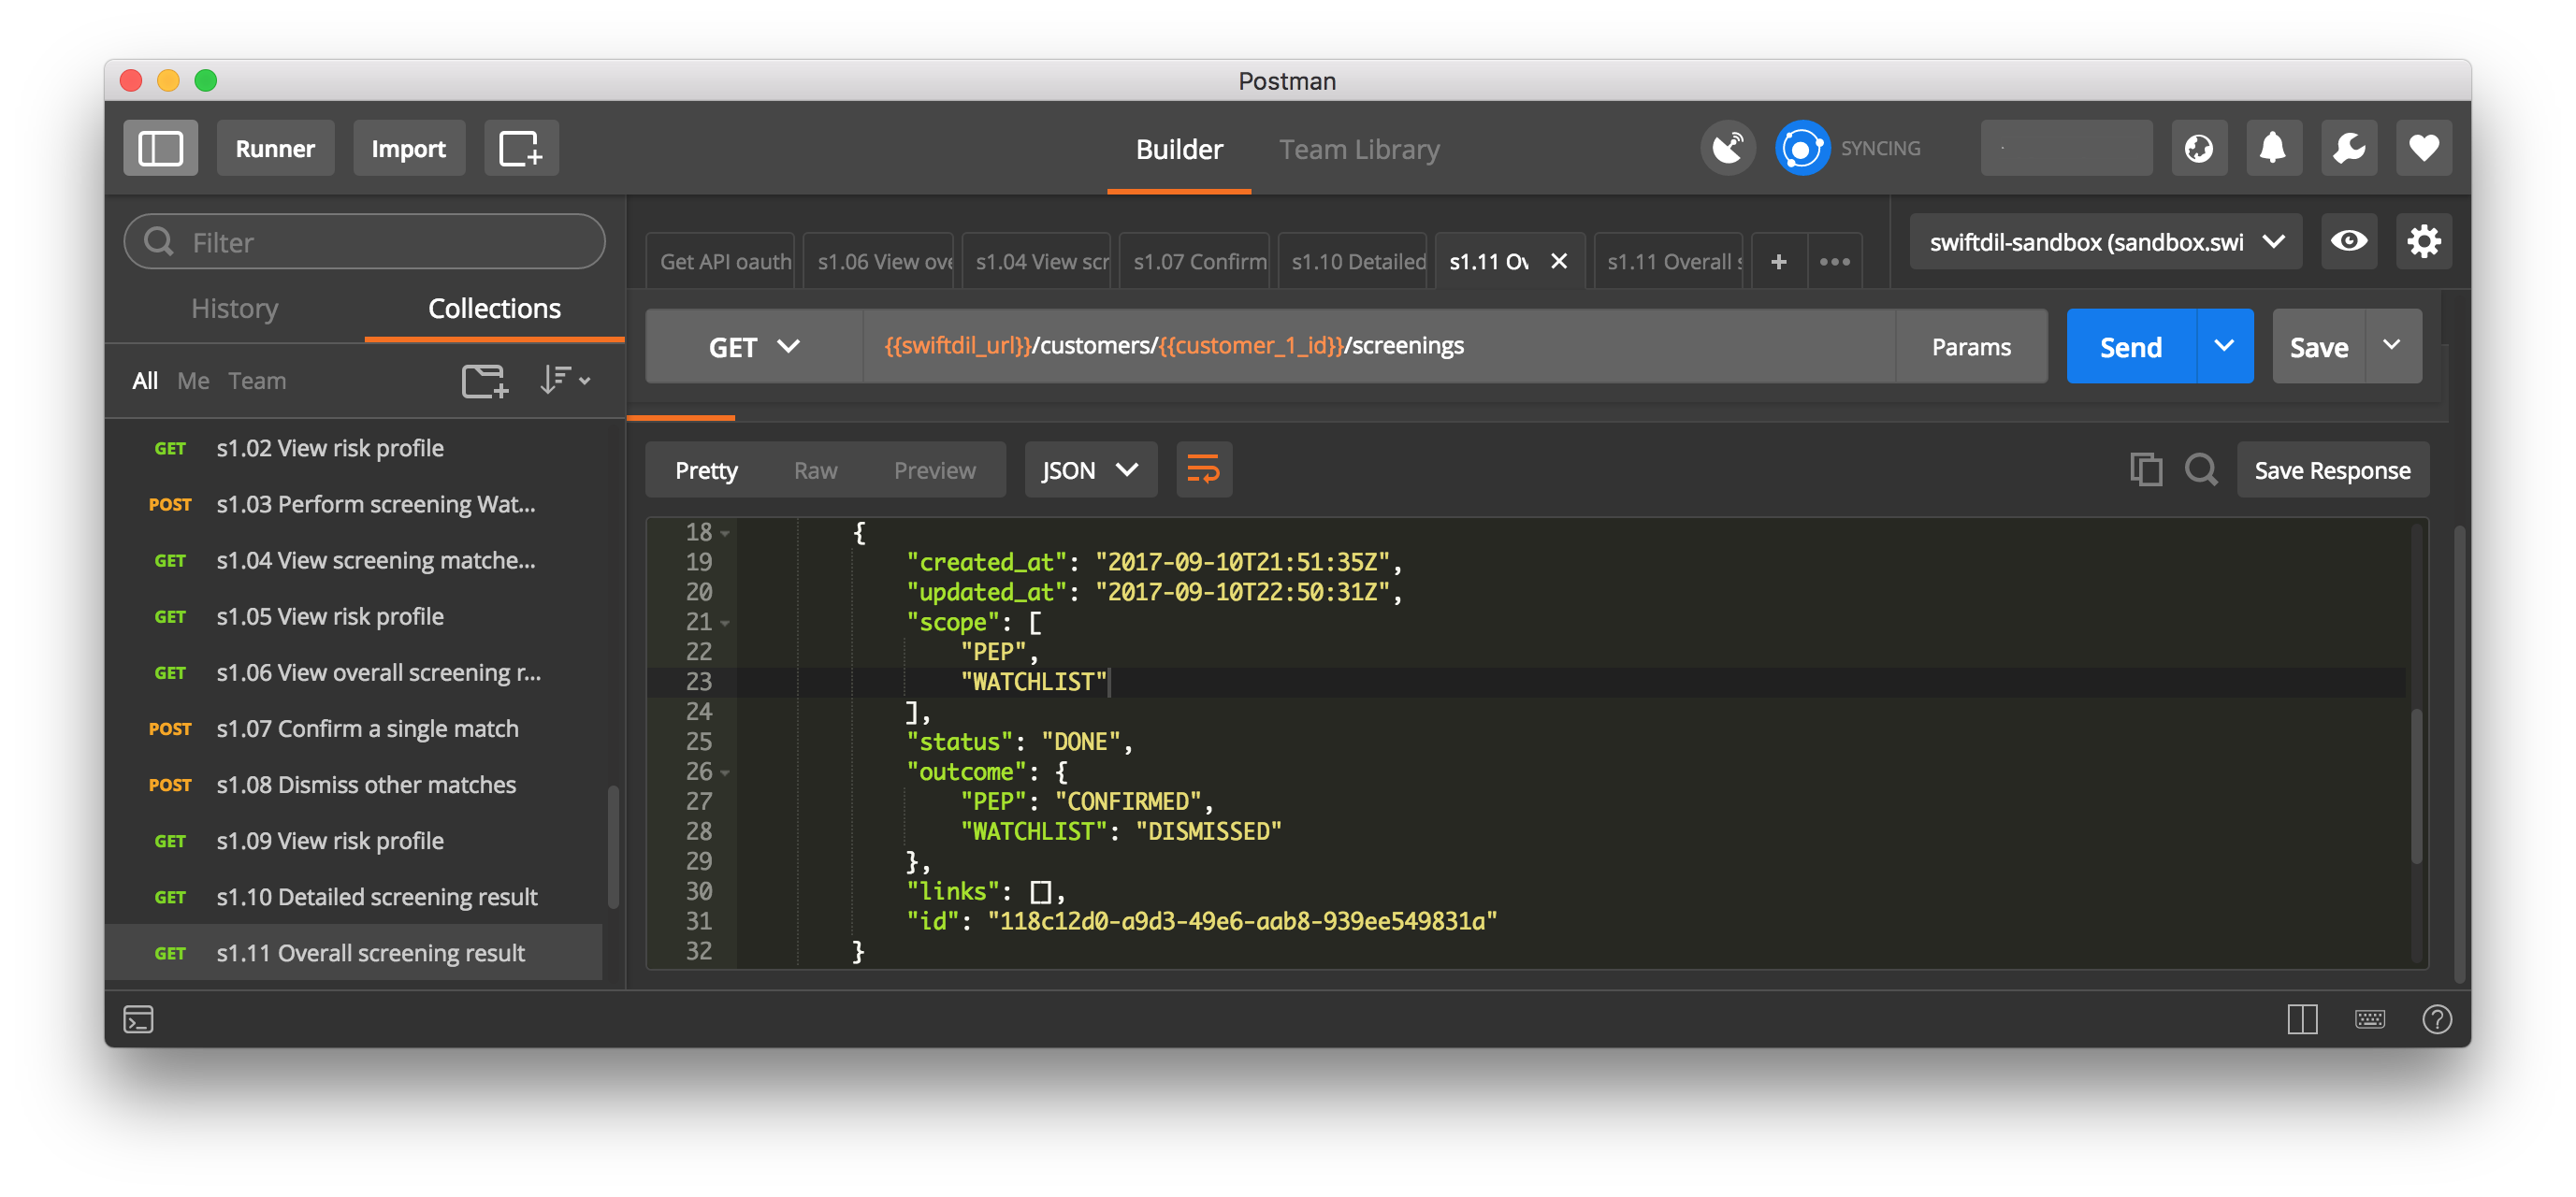 Postman
Runner
Import
Builder
Team Library
SYNCING
Filter
History
Collections
All
Me
Team
GET s1.02 View risk profile
POST s1.03 Perform screening Wat...
GET s1.04 View screening matche...
GET s1.05 View risk profile
GET s1.06 View overall screening r...
POST s1.07 Confirm a single match
POST s1.08 Dismiss other matches
GET s1.09 View risk profile
GET s1.10 Detailed screening result
GET s1.11 Overall screening result
Get API oauth
s1.06 View ove
s1.04 View scr
s1.07 Confirm
s1.10 Detailed
s1.11 Ov
s1.11 Overall s
swiftdil-sandbox (sandbox.swi
GET
{{swiftdil_url}}/customers/{{customer_1_id}}/screenings
Params
Send
Save
Pretty
Raw
Preview
JSON
Save Response
18 {
19 "created_at": "2017-09-10T21:51:35Z",
20 "updated_at": "2017-09-10T22:50:31Z",
21 "scope": [
22 "PEP",
23 "WATCHLIST"
24 ],
25 "status": "DONE",
26 "outcome": {
27 "PEP": "CONFIRMED",
28 "WATCHLIST": "DISMISSED"
29 },
30 "links": [],
31 "id": "118c12d0-a9d3-49e6-aab8-939ee549831a"
32 }